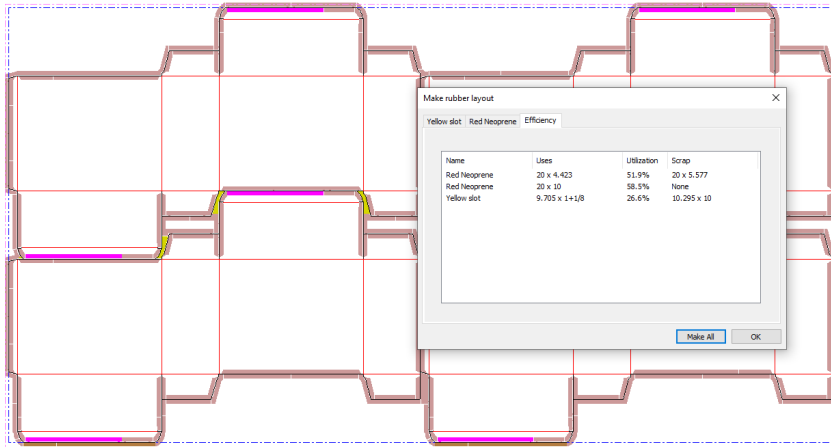 Make rubber layout
Yellow slot Red Neoprene Efficiency
Name Uses Utilization Scrap
Red Neoprene 20 x 4.423 51.9% 20 x 5.577
Red Neoprene 20 x 10 58.5% None
Yellow slot 9.705 x 1+1/8 26.6% 10.295 x 10
Make All OK